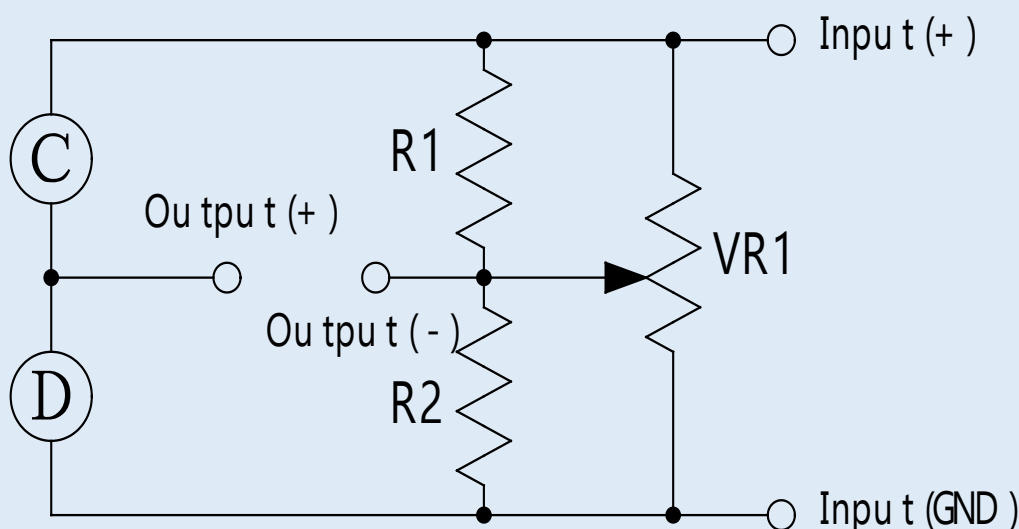 Input (+)
R1
C
Output (+)
VR1
Output (-)
R2
D
Input (GND)